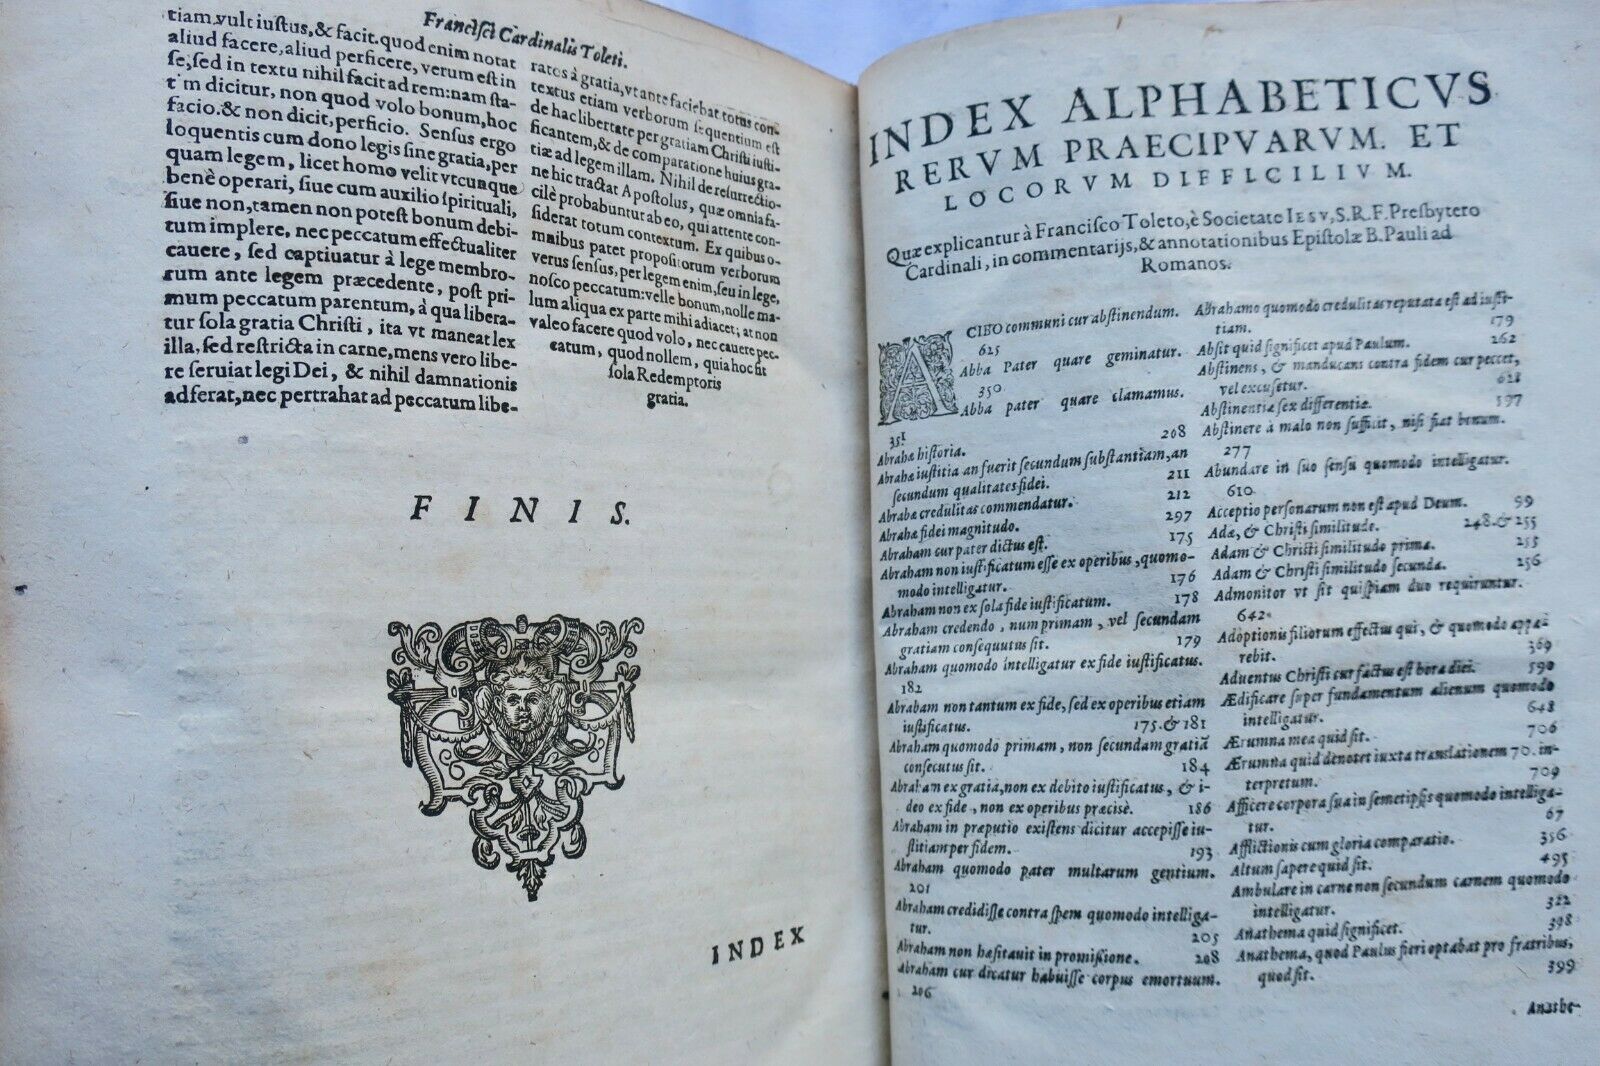 Francisci Cardinalis Toleti.
tiam, vult iustus, & facit. quod enim notat
aliud facere, aliud perficere, verum est in
se, sed in textu nihil facit ad rem: nam sta-
t'm dicitur, non quod volo bonum, hoc
facio. & non dicit, perficio. Sensus ergo
loquentis cum dono legis sine gratia, per
quam legem, licet homo velit vtcunque
benè operari, siue cum auxilio spirituali,
siue non, tamen non potest bonum debi-
tum implere, nec peccatum effectualiter
cauere, sed captiuatur à lege membro-
rum ante legem præcedente, post pri-
mum peccatum parentum, à qua libera-
tur sola gratia Christi, ita vt maneat lex
illa, sed restricta in carne, mens vero libe-
re seruiat legi Dei, & nihil damnationis
adferat, nec pertrahat ad peccatum libe-
ratos à gratia, vt ante faciebat totus con-
textus etiam verborum sequentium est
de hac libertate per gratiam Christi iusti-
ficantem, & de comparatione huius gra-
tiæ ad legem illam. Nihil de resurrectio-
ne hic tractat Apostolus, quæ omnia fa-
cilè probabuntur ab eo, qui attente con-
siderat totum contextum. Ex quibus o-
mnibus patet propositorum verborum
verus sensus, per legem enim, seu in lege,
nosco peccatum: velle bonum, nolle ma-
lum aliqua ex parte mihi adiacet; at non
valeo facere quod volo, nec cauere pec-
catum, quod nollem, quia hoc fit
sola Redemptoris
gratia.
FINIS.
INDEX
INDEX ALPHABETICVS
RERVM PRAECIPVARVM. ET
LOCORVM DIFFICILIVM.
Quæ explicantur à Francisco Toleto, è Societate IESV, S.R.F. Presbytero
Cardinali, in commentarijs, & annotationibus Epistolæ B. Pauli ad
Romanos.
ACIBO communi cur abstinendum.
625
Abba Pater quare geminatur.
350
Abba pater quare clamamus.
351
Abrahæ historia. 208
Abrahæ iustitia an fuerit secundum substantiam, an
secundum qualitates fidei. 211
Abrahæ credulitas commendatur. 212
Abrahæ fidei magnitudo. 297
Abraham cur pater dictus est. 175
Abraham non iustificatum esse ex operibus, quomo-
modo intelligatur. 176
Abraham non ex sola fide iustificatum. 178
Abraham credendo, num primam, vel secundam
gratiam consequutus sit. 179
Abraham quomodo intelligatur ex fide iustificatus.
182
Abraham non tantum ex fide, sed ex operibus etiam
iustificatus. 175. & 181
Abraham quomodo primam, non secundam gratiã
consecutus sit. 184
Abraham ex gratia, non ex debito iustificatus, & i-
deo ex fide, non ex operibus præcisè. 186
Abraham in præputio existens dicitur accepisse iu-
stitiam per fidem. 193
Abraham quomodo pater multarum gentium.
201
Abraham credidisse contra spem quomodo intelliga-
tur. 205
Abraham non hæsitauit in promissione. 208
Abraham cur dicatur habuisse corpus emortuum.
206
Abrahamo quomodo credulitas reputata est ad iusti-
tiam. 179
Absit quid significet apud Paulum. 262
Abstinens, & manducans contra fidem cur peccet,
vel excusetur. 628
Abstinentiæ sex differentiæ. 597
Abstinere à malo non sufficit, nisi fiat bonum.
277
Abundare in suo sensu quomodo intelligatur.
610
Acceptio personarum non est apud Deum. 99
Adæ, & Christi similitudo. 248. & 255
Adam & Christi similitudo prima. 255
Adam & Christi similitudo secunda. 256
Admonitor vt sit quispiam duo requiruntur.
642
Adoptionis filiorum effectus qui, & quomodo appa-
rebit. 369
Aduentus Christi cur factus est hora diei. 590
Ædificare super fundamentum alienum quomodo
intelligatur. 648
Ærumna mea quid sit. 706
Ærumna quid denotet iuxta translationem 70. in-
terpretum. 709
Afficere corpora sua in semetipsis quomodo intelliga-
tur. 67
Afflictionis cum gloria comparatio. 356
Altum sapere quid sit. 495
Ambulare in carne non secundum carnem quomodo
intelligatur. 322
Anathema quid significet. 398
Anathema, quod Paulus fieri optabat pro fratribus,
quod sit. 399
Anathe-